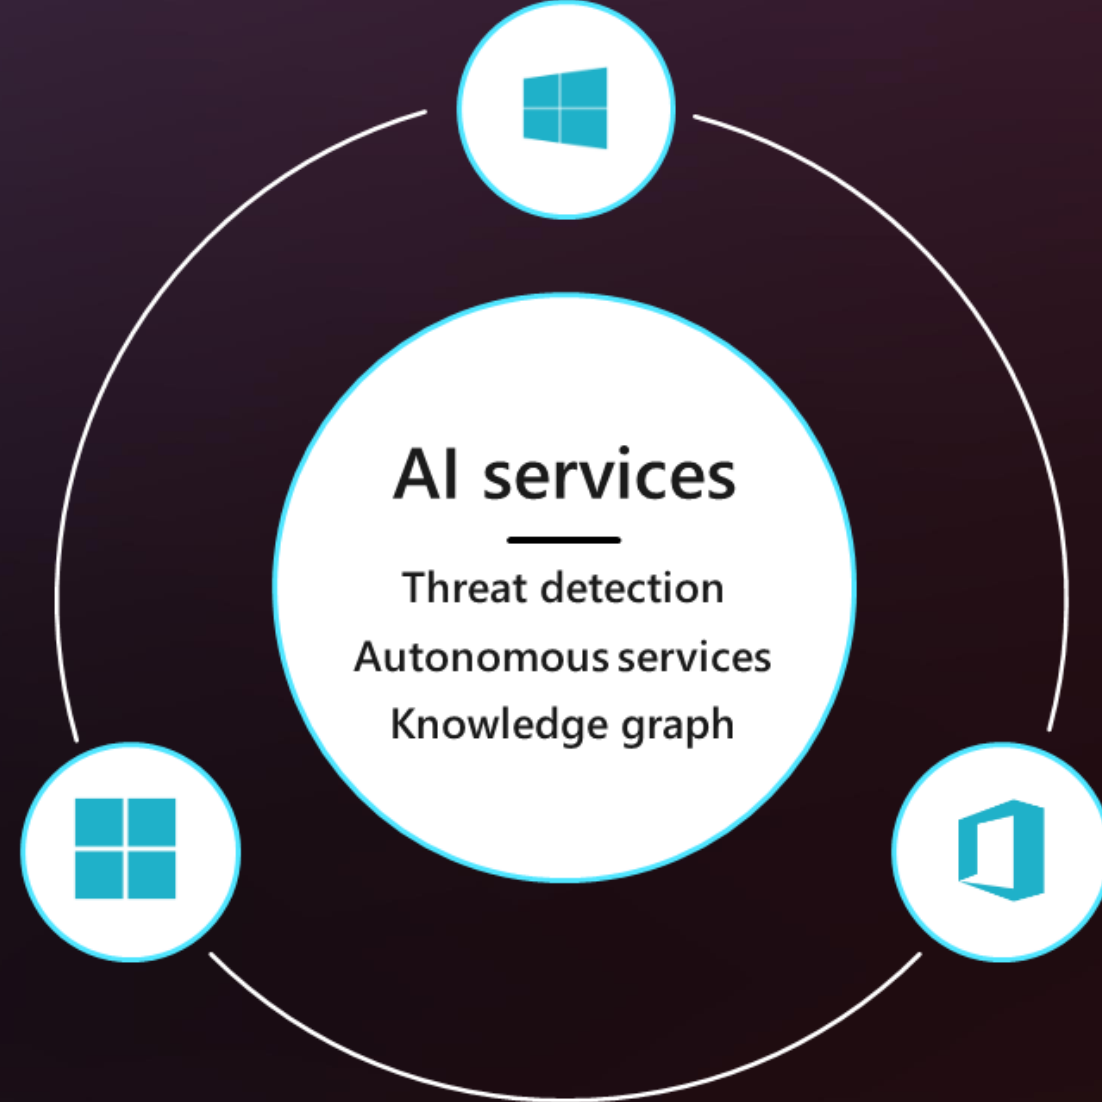 AI services
Threat detection
Autonomous services
Knowledge graph